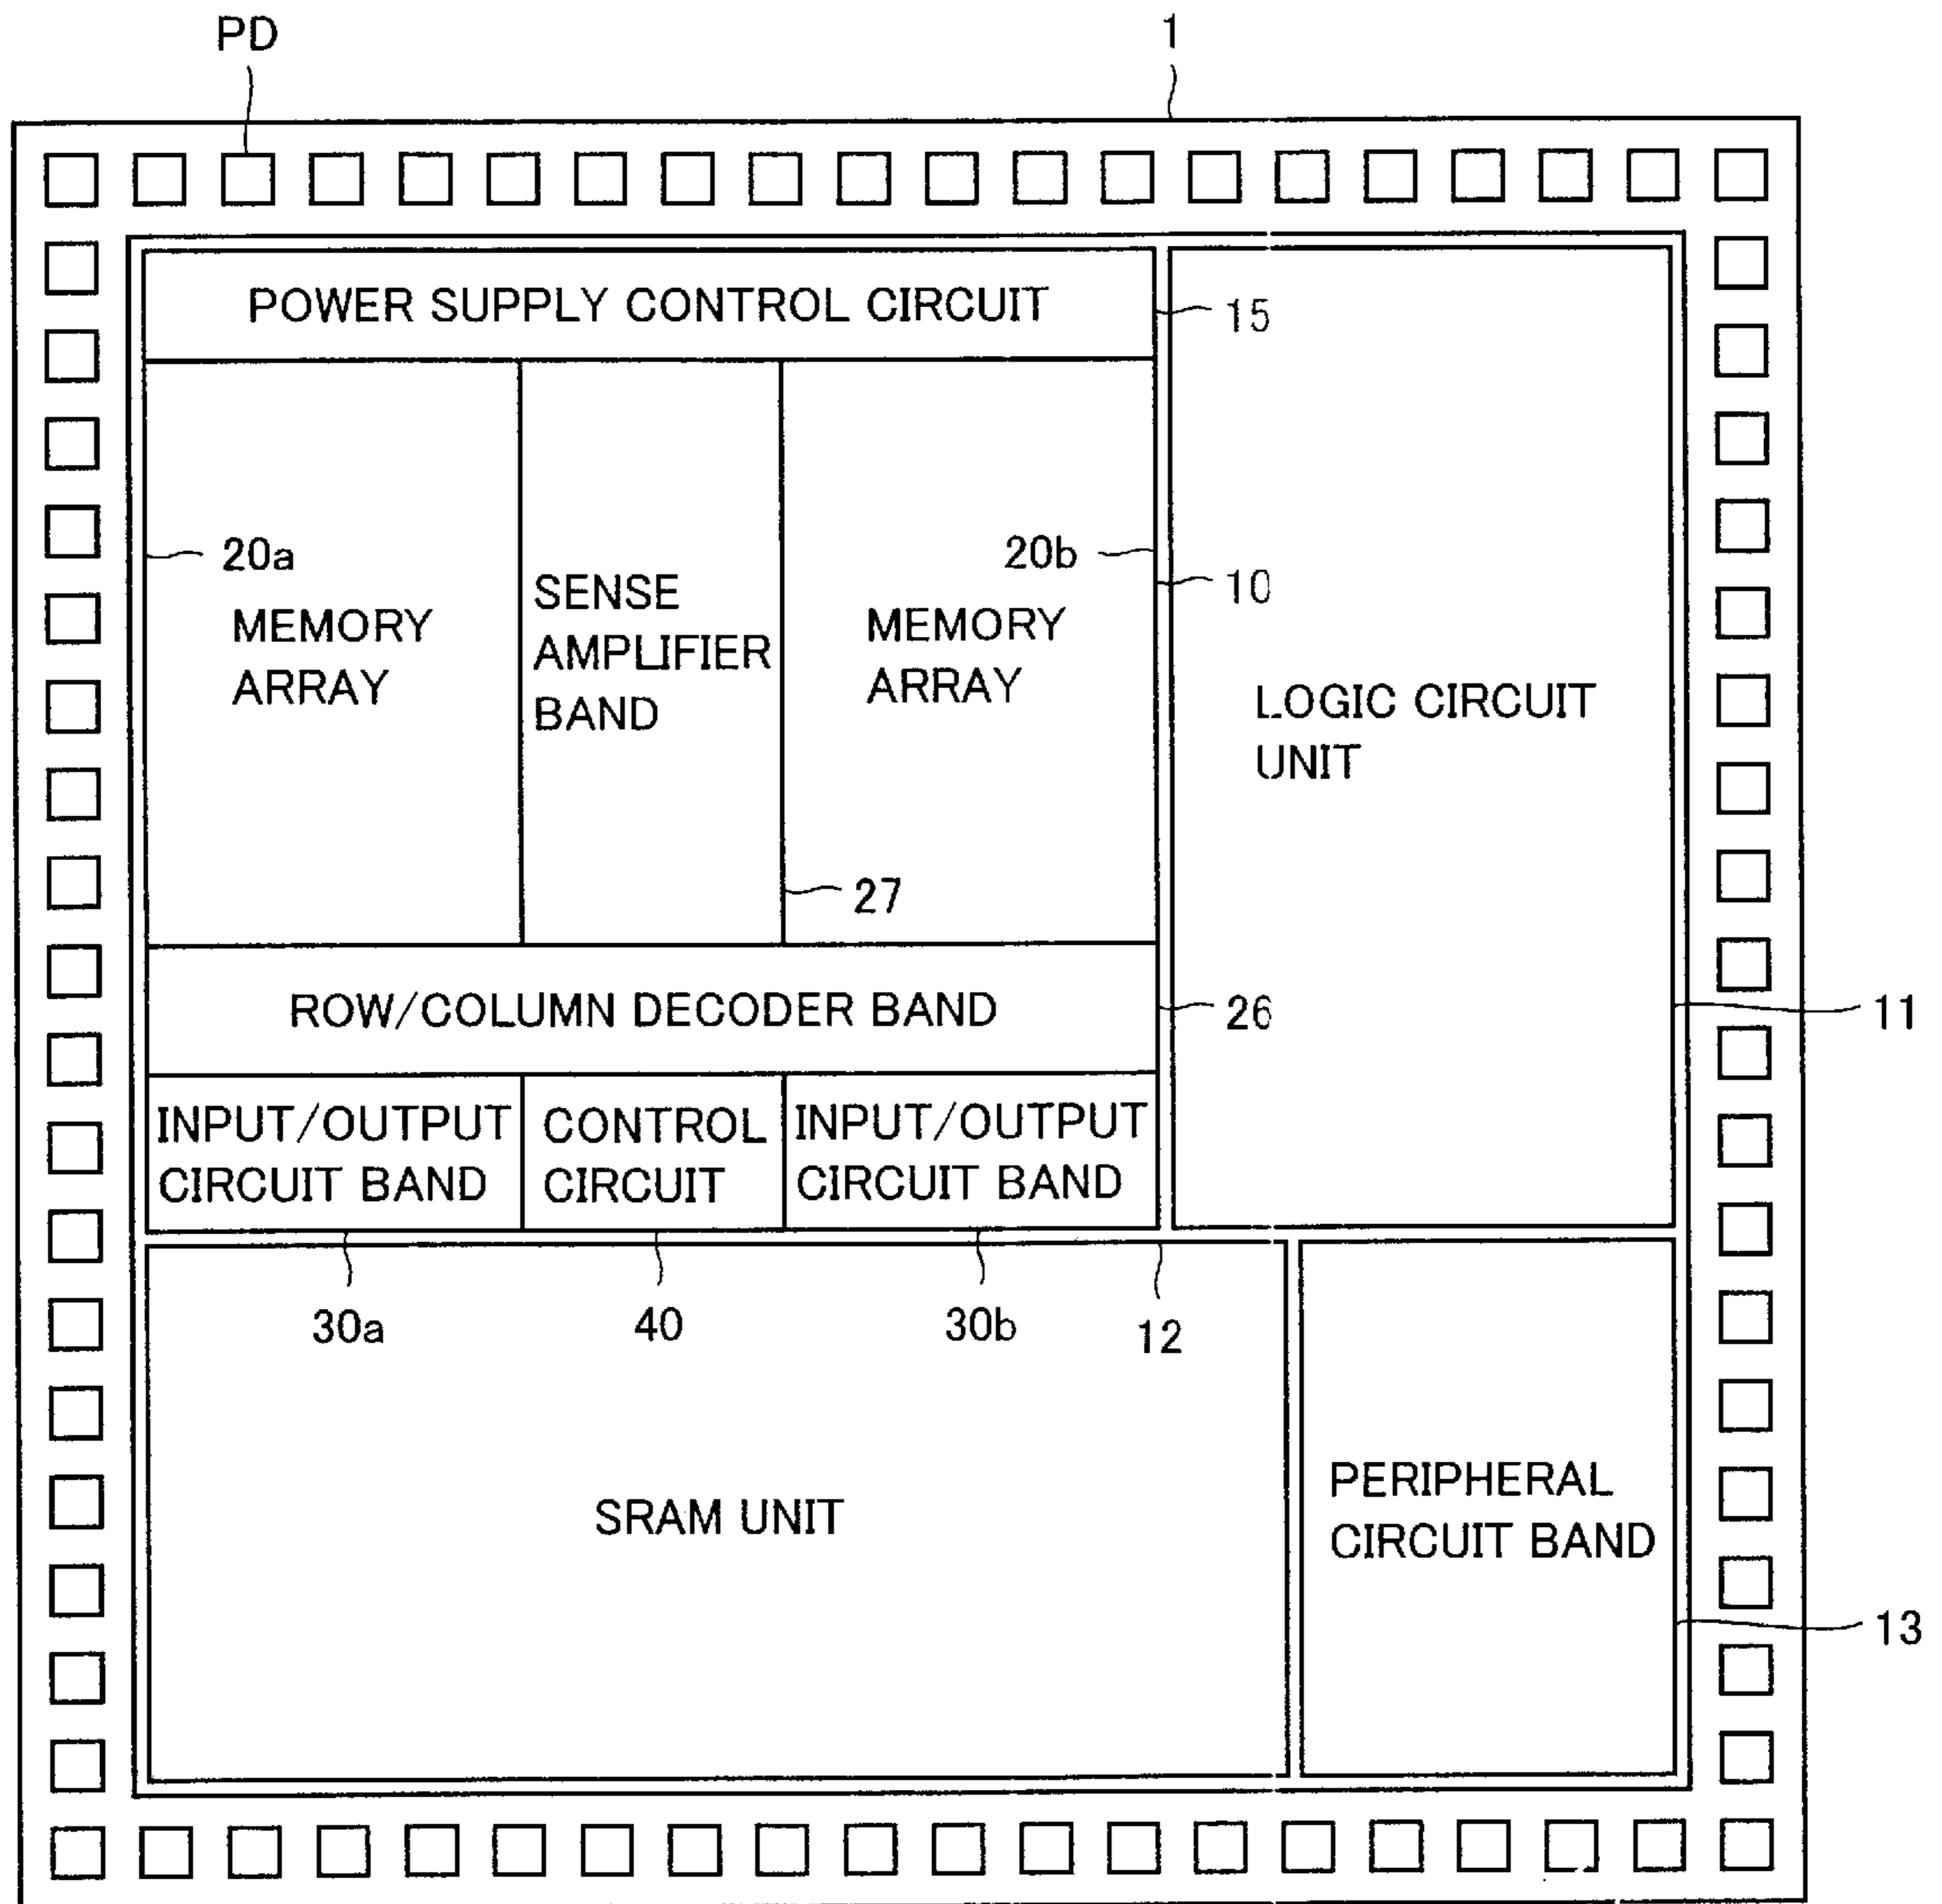 PD
1
POWER SUPPLY CONTROL CIRCUIT
15
20a
MEMORY
ARRAY
SENSE
AMPLIFIER
BAND
20b
MEMORY
ARRAY
10
LOGIC CIRCUIT
UNIT
27
ROW/COLUMN DECODER BAND
26
11
INPUT/OUTPUT
CIRCUIT BAND
CONTROL
CIRCUIT
INPUT/OUTPUT
CIRCUIT BAND
30a
40
30b
12
SRAM UNIT
PERIPHERAL
CIRCUIT BAND
13